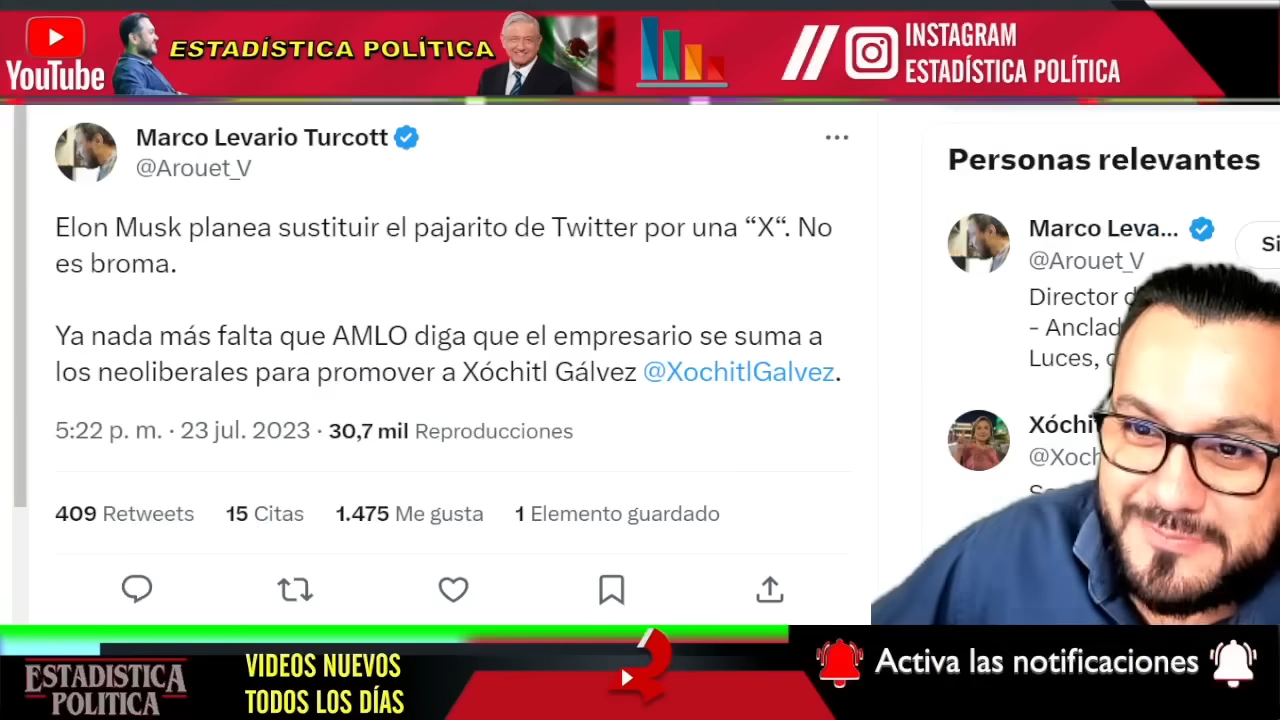 YouTube
ESTADÍSTICA POLÍTICA
INSTAGRAM
ESTADÍSTICA POLÍTICA
Marco Levario Turcott
@Arouet_V
Elon Musk planea sustituir el pajarito de Twitter por una “X“. No
es broma.
Ya nada más falta que AMLO diga que el empresario se suma a
los neoliberales para promover a Xóchitl Gálvez @XochitlGalvez.
5:22 p. m. · 23 jul. 2023 · 30,7 mil Reproducciones
409 Retweets 15 Citas 1.475 Me gusta 1 Elemento guardado
Personas relevantes
Marco Leva...
@Arouet_V
Si
Director
- Anclad
Luces,
Xóchi
@Xoch
ESTADISTICA
POLÍTICA
VIDEOS NUEVOS
TODOS LOS DÍAS
Activa las notificaciones